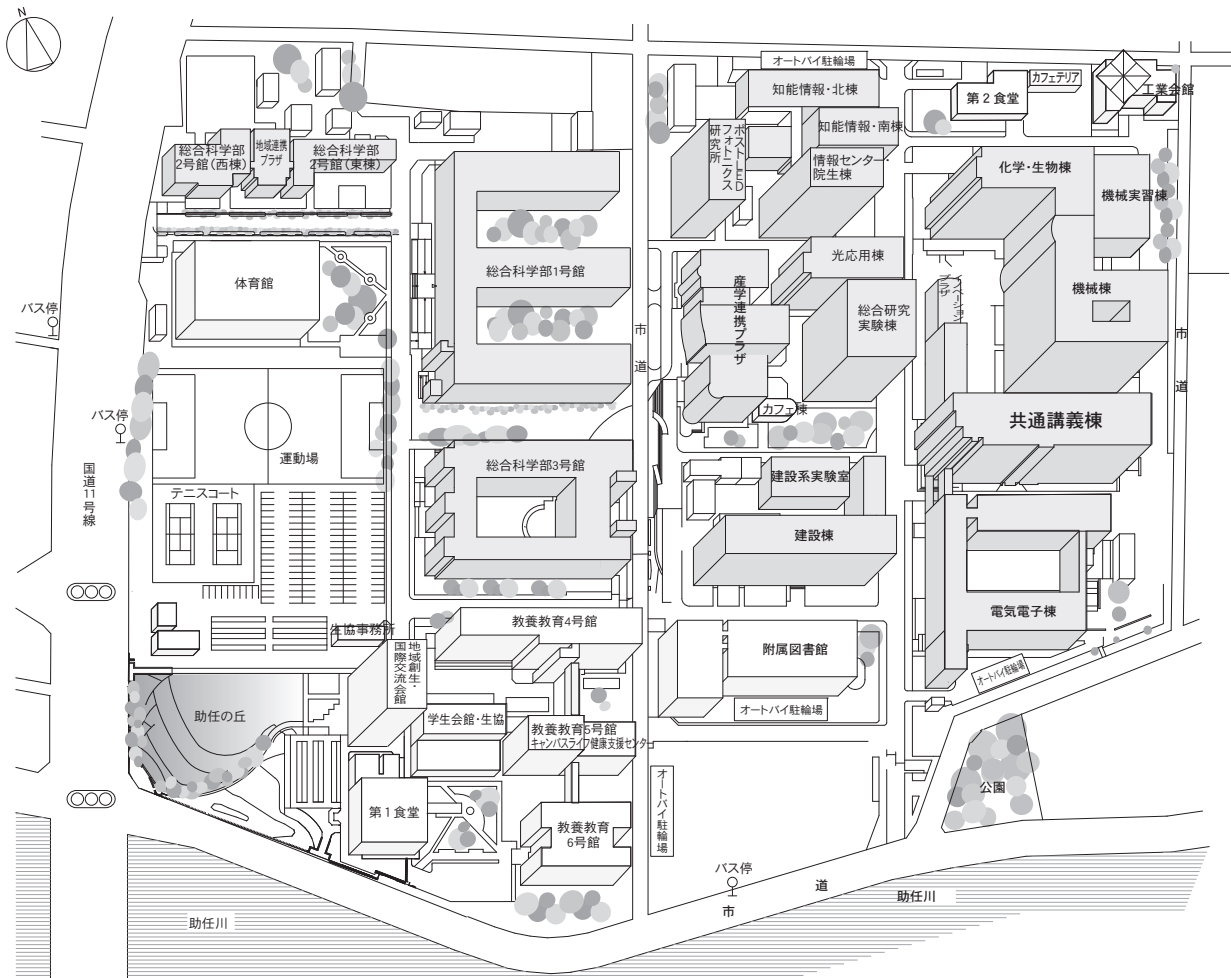 N
オートバイ駐輪場
知能情報・北棟
カフェテリア
第2食堂
工業会館
総合科学部
2号館(西棟)
地域連携
プラザ
総合科学部
2号館(東棟)
ポストLED
フォトニクス
研究所
知能情報・南棟
情報センター・
院生棟
化学・生物棟
機械実習棟
体育館
総合科学部1号館
光応用棟
産学連携プラザ
総合研究
実験棟
イノベーション
プラザ
機械棟
バス停
市道
市道
バス停
国道11号線
運動場
カフェ棟
共通講義棟
テニスコート
総合科学部3号館
建設系実験室
建設棟
電気電子棟
生協事務所
地域創生・
国際交流会館
教養教育4号館
附属図書館
オートバイ駐輪場
オートバイ駐輪場
助任の丘
学生会館・生協
教養教育5号館
キャンパスライフ健康支援センター
オートバイ駐輪場
公園
第1食堂
教養教育
6号館
バス停
市道
助任川
助任川